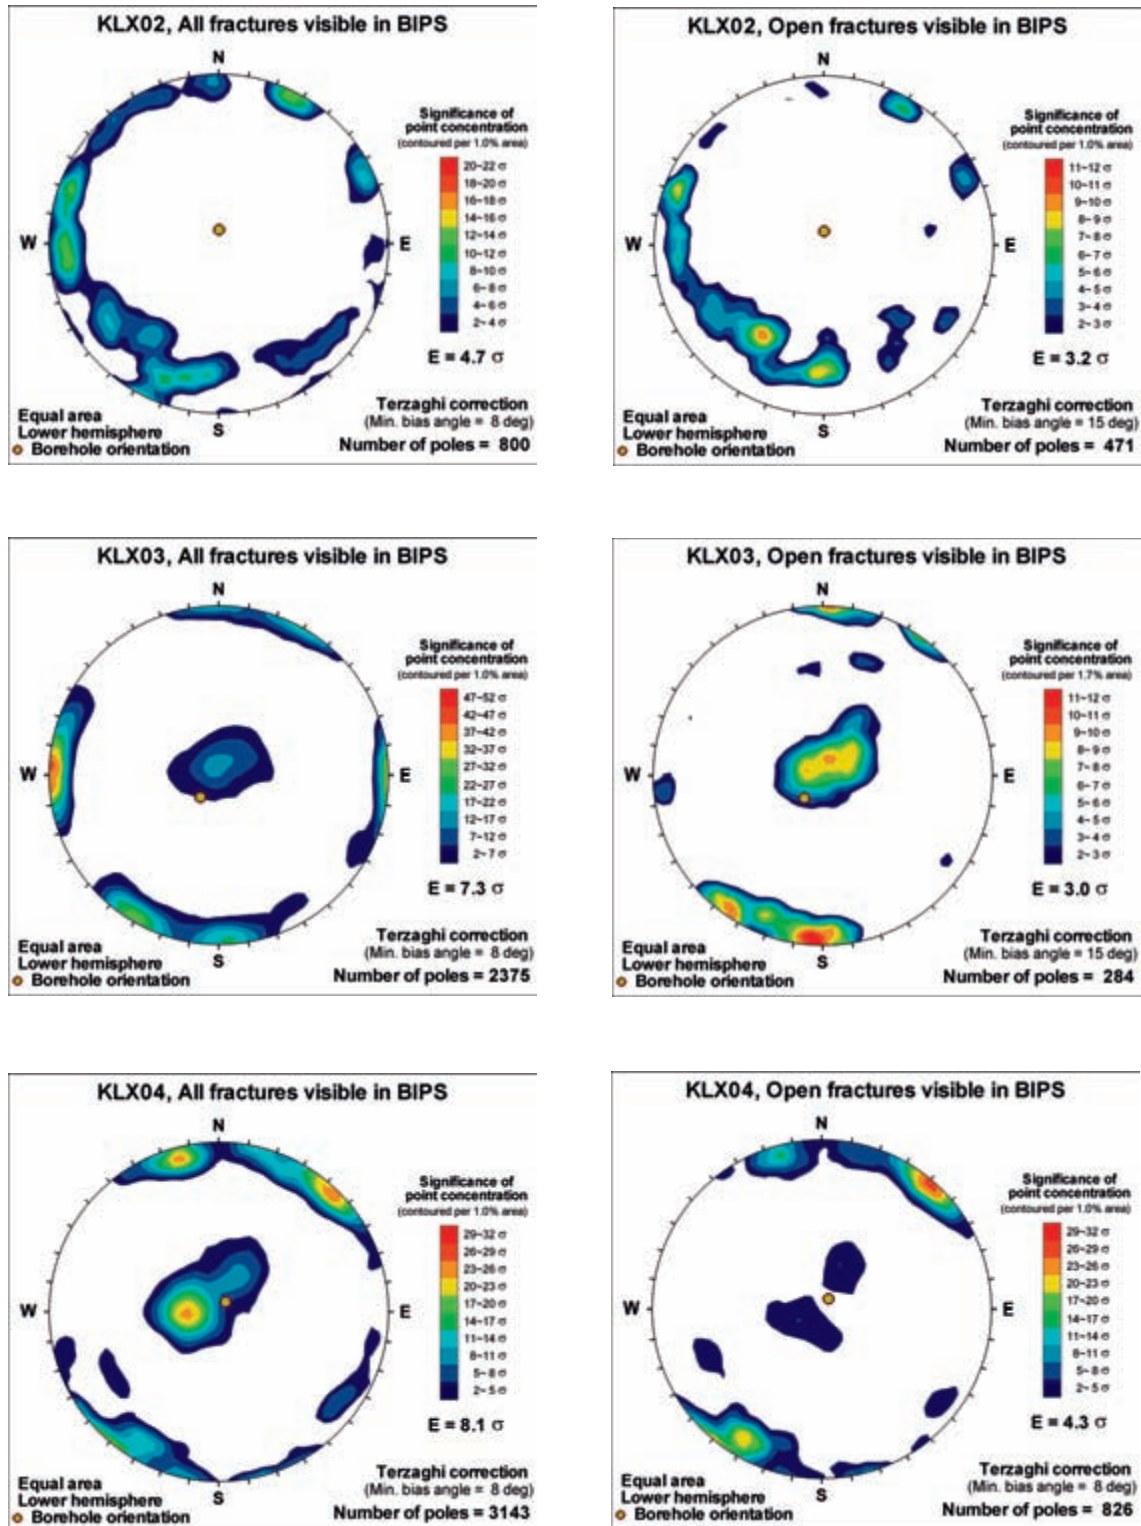 KLX02, All fractures visible in BIPS
N
W
E
S
Significance of
point concentration
(contoured per 1.0% area)
20~22 σ
18~20 σ
16~18 σ
14~16 σ
12~14 σ
10~12 σ
8~10 σ
6~8 σ
4~6 σ
2~4 σ
E = 4.7 σ
Equal area
Lower hemisphere
Borehole orientation
Terzaghi correction
(Min. bias angle = 8 deg)
Number of poles = 800
KLX02, Open fractures visible in BIPS
N
W
E
S
Significance of
point concentration
(contoured per 1.0% area)
11~12 σ
10~11 σ
9~10 σ
8~9 σ
7~8 σ
6~7 σ
5~6 σ
4~5 σ
3~4 σ
2~3 σ
E = 3.2 σ
Equal area
Lower hemisphere
Borehole orientation
Terzaghi correction
(Min. bias angle = 15 deg)
Number of poles = 471
KLX03, All fractures visible in BIPS
N
W
E
S
Significance of
point concentration
(contoured per 1.0% area)
47~52 σ
42~47 σ
37~42 σ
32~37 σ
27~32 σ
22~27 σ
17~22 σ
12~17 σ
7~12 σ
2~7 σ
E = 7.3 σ
Equal area
Lower hemisphere
Borehole orientation
Terzaghi correction
(Min. bias angle = 8 deg)
Number of poles = 2375
KLX03, Open fractures visible in BIPS
N
W
E
S
Significance of
point concentration
(contoured per 1.7% area)
11~12 σ
10~11 σ
9~10 σ
8~9 σ
7~8 σ
6~7 σ
5~6 σ
4~5 σ
3~4 σ
2~3 σ
E = 3.0 σ
Equal area
Lower hemisphere
Borehole orientation
Terzaghi correction
(Min. bias angle = 15 deg)
Number of poles = 284
KLX04, All fractures visible in BIPS
N
W
E
S
Significance of
point concentration
(contoured per 1.0% area)
29~32 σ
26~29 σ
23~26 σ
20~23 σ
17~20 σ
14~17 σ
11~14 σ
8~11 σ
5~8 σ
2~5 σ
E = 8.1 σ
Equal area
Lower hemisphere
Borehole orientation
Terzaghi correction
(Min. bias angle = 8 deg)
Number of poles = 3143
KLX04, Open fractures visible in BIPS
N
W
E
S
Significance of
point concentration
(contoured per 1.0% area)
29~32 σ
26~29 σ
23~26 σ
20~23 σ
17~20 σ
14~17 σ
11~14 σ
8~11 σ
5~8 σ
2~5 σ
E = 4.3 σ
Equal area
Lower hemisphere
Borehole orientation
Terzaghi correction
(Min. bias angle = 8 deg)
Number of poles = 826